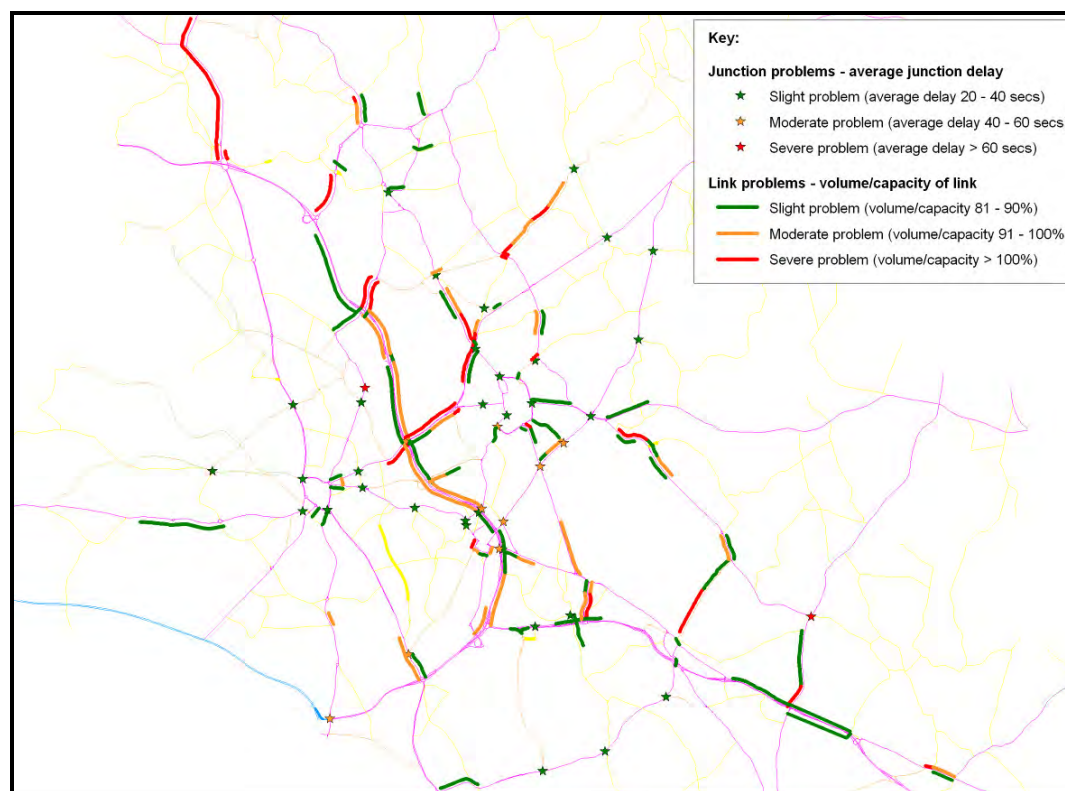 Key:
Junction problems - average junction delay
Slight problem (average delay 20 - 40 secs)
Moderate problem (average delay 40 - 60 secs
Severe problem (average delay > 60 secs)
Link problems - volume/capacity of link
Slight problem (volume/capacity 81 - 90%)
Moderate problem (volume/capacity 91 - 100%
Severe problem (volume/capacity > 100%)